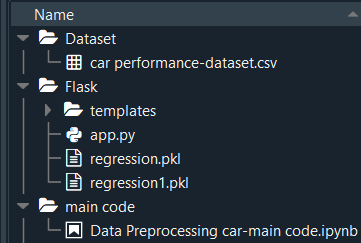 Name
Dataset
car performance-dataset.csv
Flask
templates
app.py
regression.pkl
regression1.pkl
main code
Data Preprocessing car-main code.ipynb